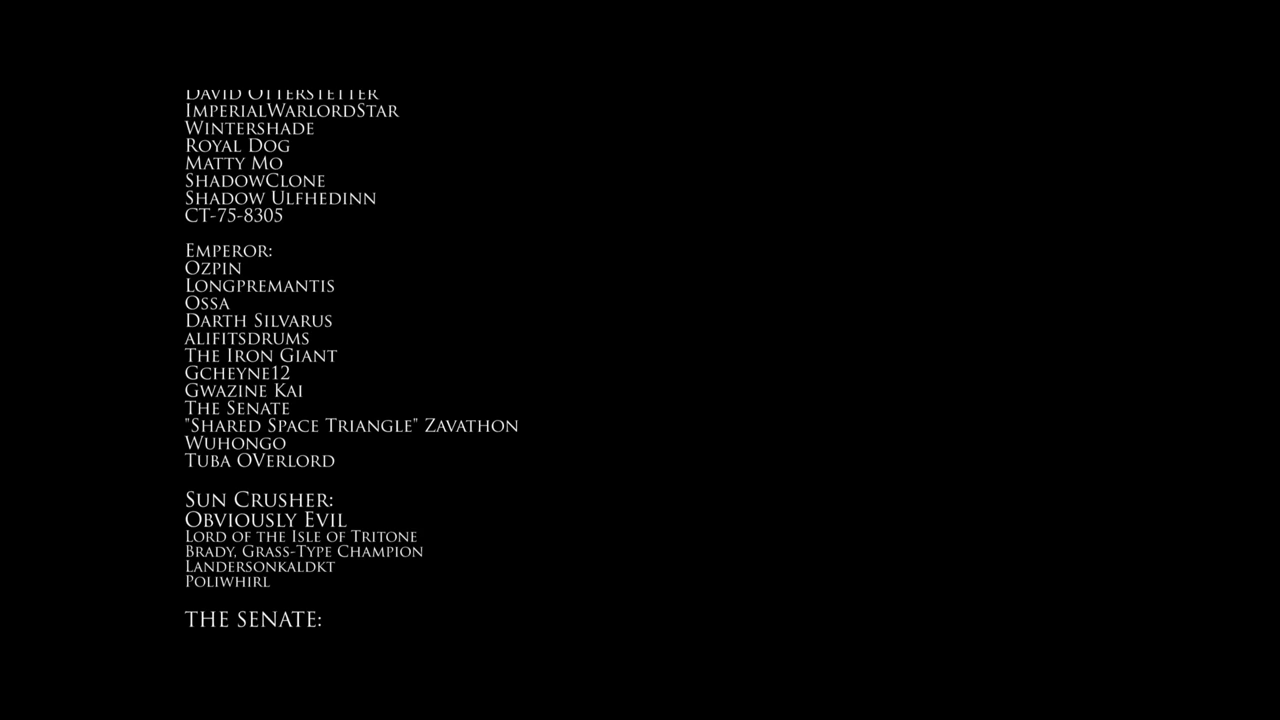 David Otterstetter
ImperialWarlordStar
Wintershade
Royal Dog
Matty Mo
ShadowClone
Shadow Ulfhedinn
CT-75-8305
Emperor:
Ozpin
Longpremantis
Ossa
Darth Silvarus
alifitsdrums
The Iron Giant
Gcheyne12
Gwazine Kai
The Senate
"Shared Space Triangle" Zavathon
Wuhongo
Tuba OVerlord
Sun Crusher:
Obviously Evil
Lord of the Isle of Tritone
Brady, Grass-Type Champion
Landersonkaldkt
Poliwhirl
THE SENATE: